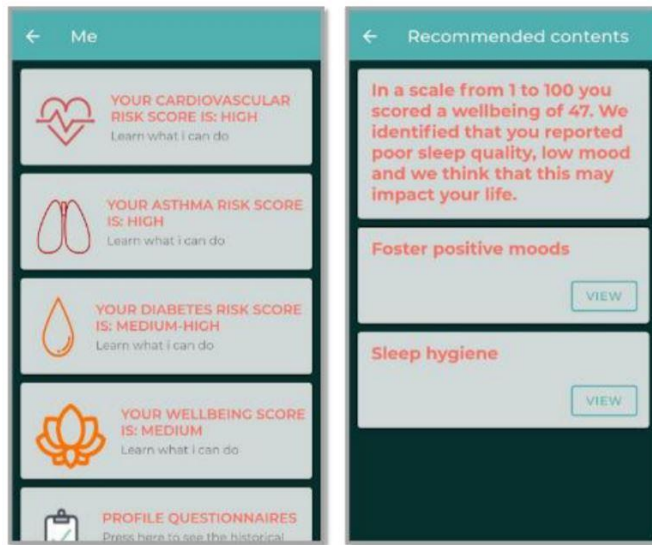 Me
YOUR CARDIOVASCULAR
RISK SCORE IS: HIGH
Learn what i can do
YOUR ASTHMA RISK SCORE
IS: HIGH
Learn what i can do
YOUR DIABETES RISK SCORE
IS: MEDIUM-HIGH
Learn what i can do
YOUR WELLBEING SCORE
IS: MEDIUM
Learn what i can do
PROFILE QUESTIONNAIRES
Press here to see the historical
Recommended contents
In a scale from 1 to 100 you
scored a wellbeing of 47. We
identified that you reported
poor sleep quality, low mood
and we think that this may
impact your life.
Foster positive moods
VIEW
Sleep hygiene
VIEW